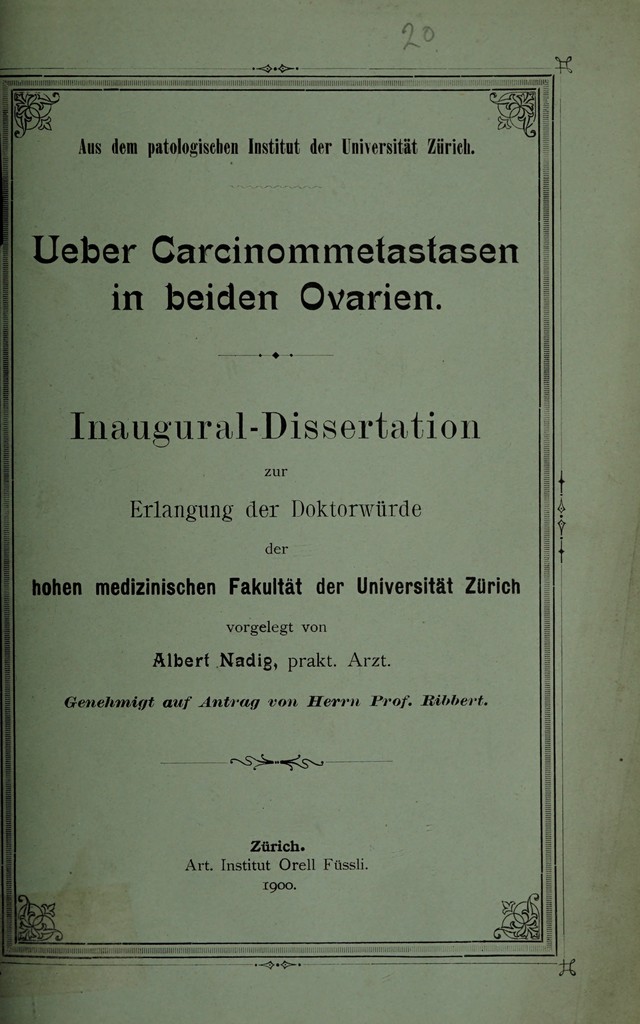 20
Aus dem patologischen Institut der Universität Zürich.
Ueber Carcinommetastasen
in beiden Ovarien.
Inaugural-Dissertation
zur
Erlangung der Doktorwürde
der
hohen medizinischen Fakultät der Universität Zürich
vorgelegt von
Albert Nadig, prakt. Arzt.
Genehmigt auf Antrag von Herrn Prof. Ribbert.
Zürich.
Art. Institut Orell Füssli.
1900.